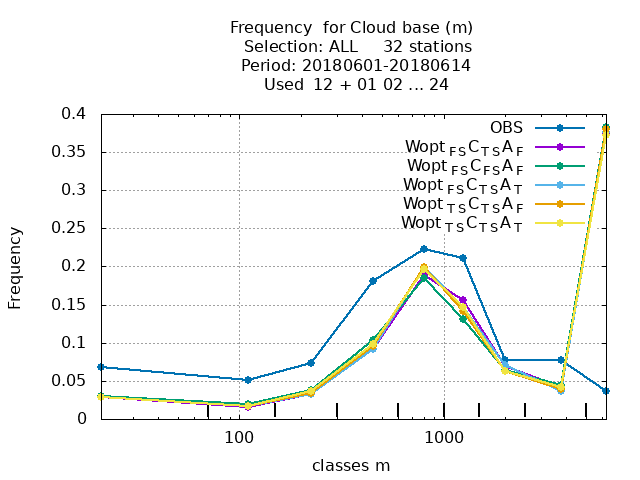 Frequency  for Cloud base (m)
Selection: ALL     32 stations
Period: 20180601-20180614
Used  12 + 01 02 ... 24
0.4
0.35
0.3
0.25
0.2
0.15
0.1
0.05
0
Frequency
OBS
Wopt FS C TS A F
Wopt FS C FS A F
Wopt FS C TS A T
Wopt TS C TS A F
Wopt TS C TS A T
100
1000
classes m